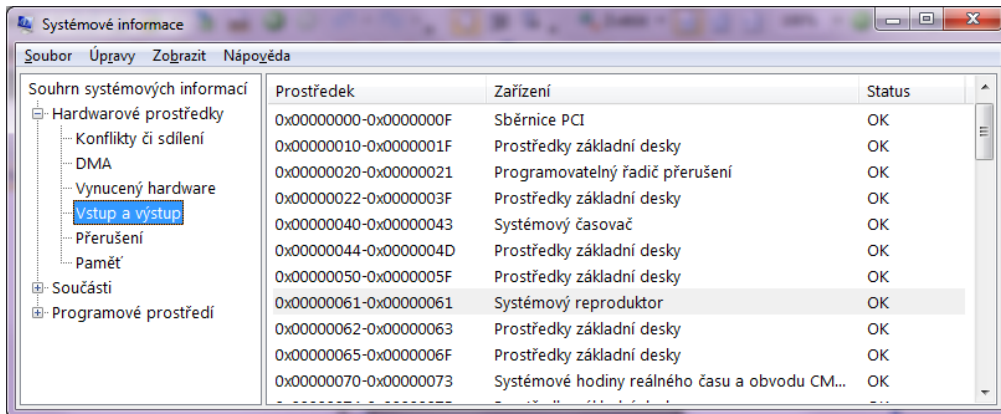 Systémové informace
Soubor Úpravy Zobrazit Nápověda
Souhrn systémových informací
Hardwarové prostředky
Konflikty či sdílení
DMA
Vynucený hardware
Vstup a výstup
Přerušení
Paměť
Součásti
Programové prostředí
Prostředek Zařízení Status
0x00000000-0x0000000F Sběrnice PCI OK
0x00000010-0x0000001F Prostředky základní desky OK
0x00000020-0x00000021 Programovatelný řadič přerušení OK
0x00000022-0x0000003F Prostředky základní desky OK
0x00000040-0x00000043 Systémový časovač OK
0x00000044-0x0000004D Prostředky základní desky OK
0x00000050-0x0000005F Prostředky základní desky OK
0x00000061-0x00000061 Systémový reproduktor OK
0x00000062-0x00000063 Prostředky základní desky OK
0x00000065-0x0000006F Prostředky základní desky OK
0x00000070-0x00000073 Systémové hodiny reálného času a obvodu CM... OK